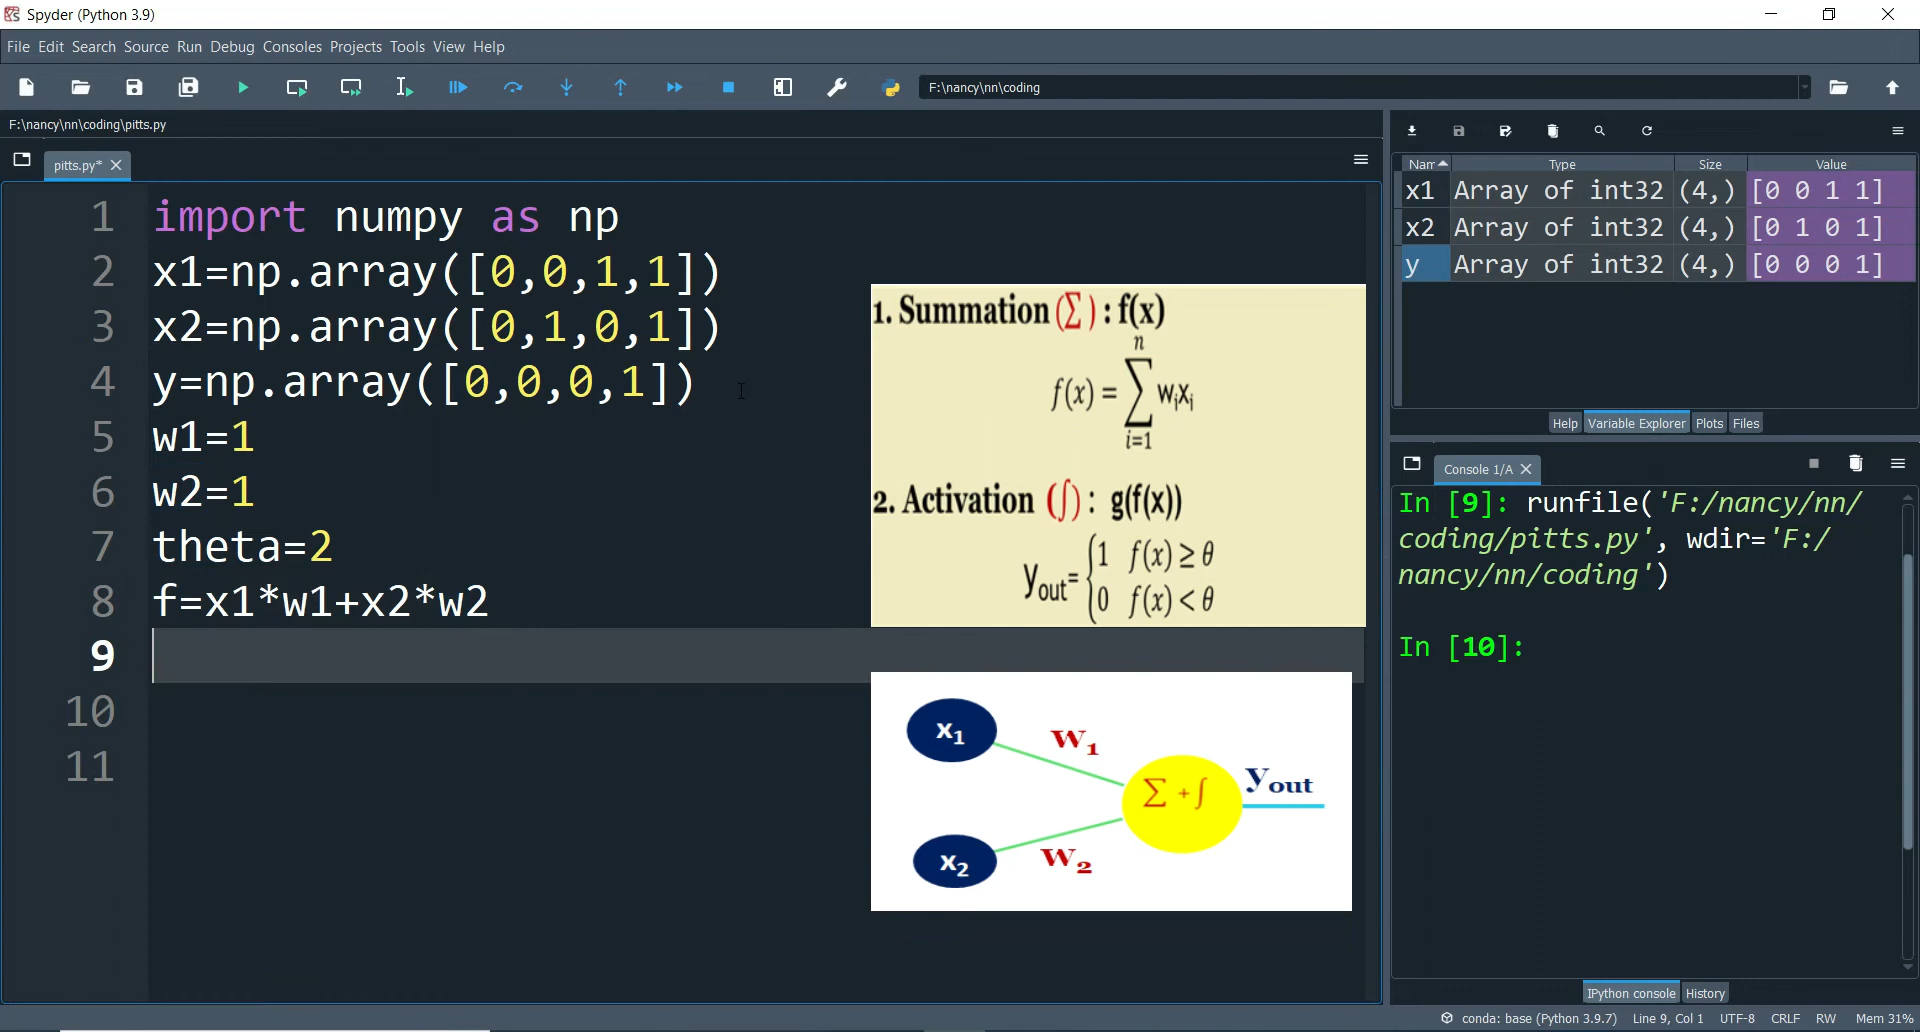 Spyder (Python 3.9)
File Edit Search Source Run Debug Consoles Projects Tools View Help
F:\nancy\nn\coding
F:\nancy\nn\coding\pitts.py
pitts.py*
1 import numpy as np
2 x1=np.array([0,0,1,1])
3 x2=np.array([0,1,0,1])
4 y=np.array([0,0,0,1])
5 w1=1
6 w2=1
7 theta=2
8 f=x1*w1+x2*w2
9
10
11
1. Summation (∑) : f(x)
n
f(x) = ∑ wᵢxᵢ
i=1
2. Activation (∫) : g(f(x))
yout= {1 f(x) ≥ θ
{0 f(x) < θ
x₁
w₁
∑ + ∫
yout
x₂
w₂
Nam Type Size Value
x1 Array of int32 (4,) [0 0 1 1]
x2 Array of int32 (4,) [0 1 0 1]
y Array of int32 (4,) [0 0 0 1]
Help Variable Explorer Plots Files
Console 1/A
In [9]: runfile('F:/nancy/nn/
coding/pitts.py', wdir='F:/
nancy/nn/coding')
In [10]:
IPython console History
conda: base (Python 3.9.7) Line 9, Col 1 UTF-8 CRLF RW Mem 31%